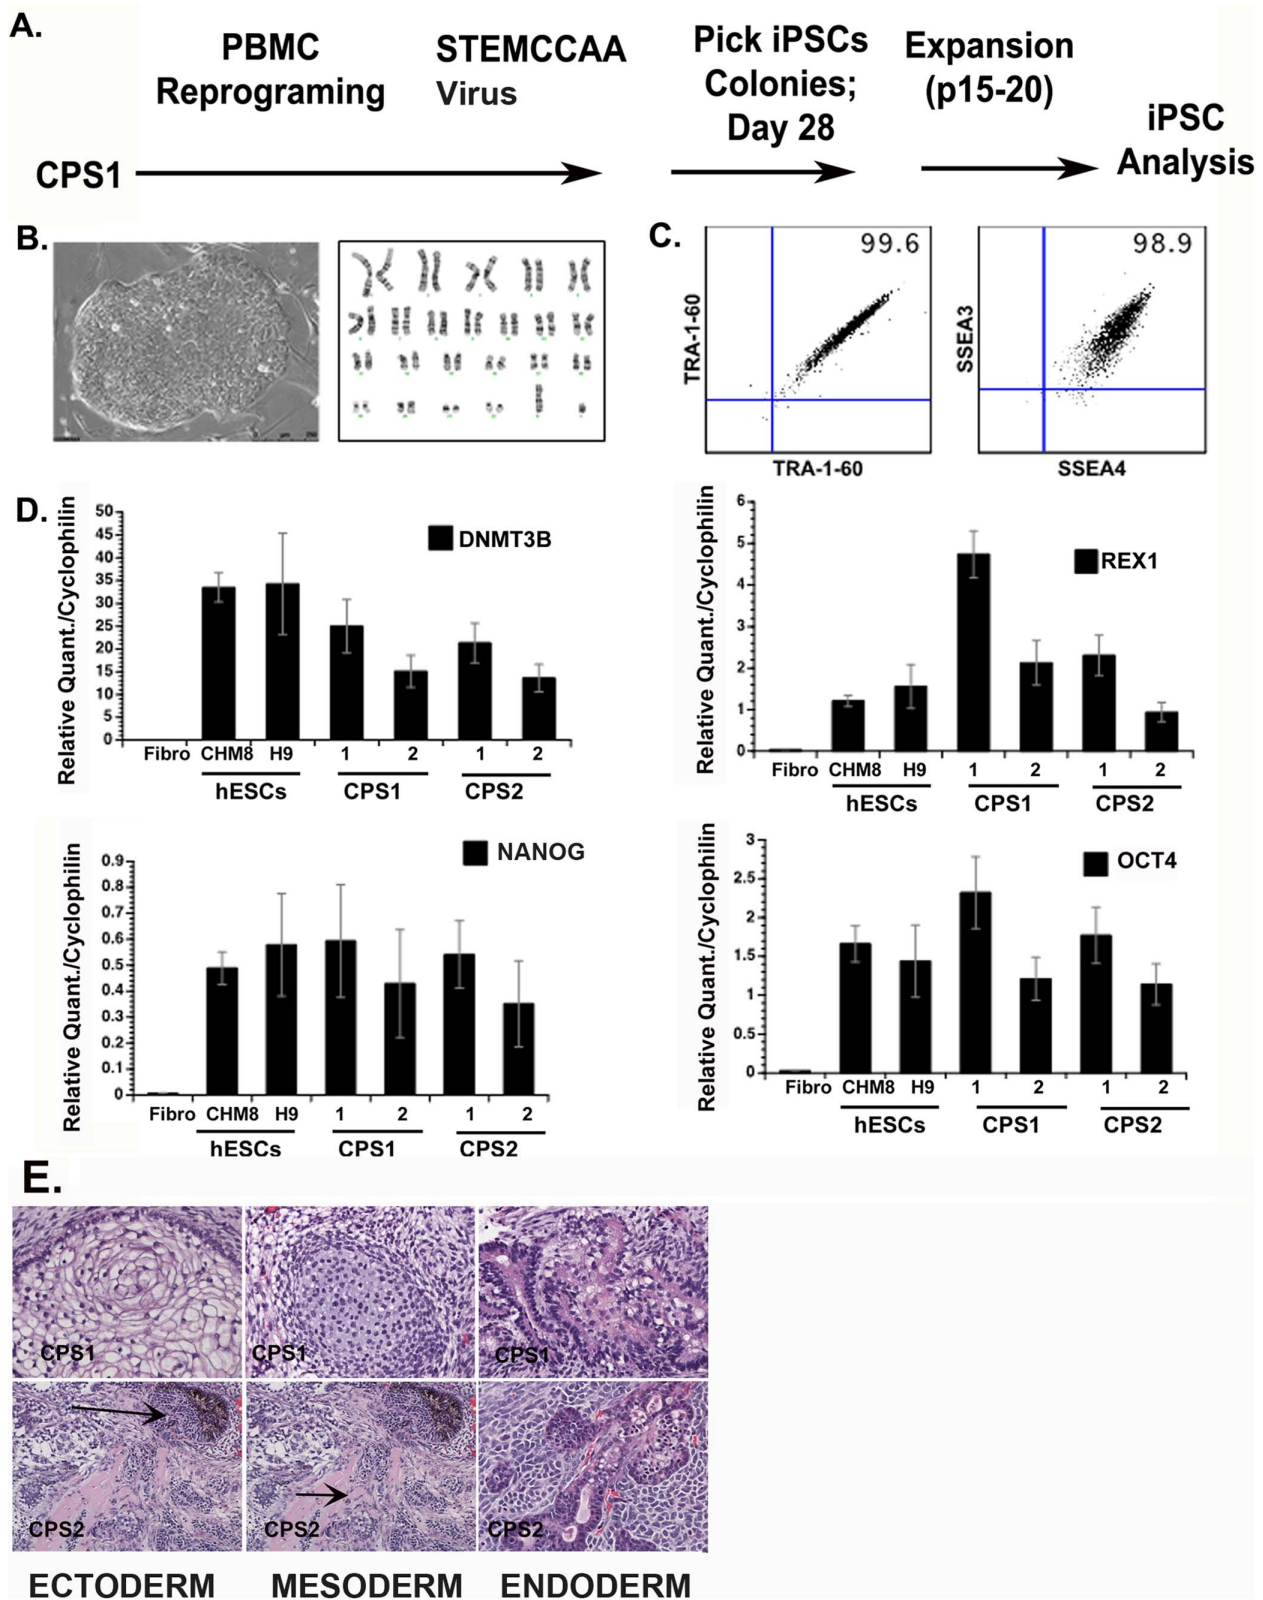 A.
PBMC
Reprograming
STEMCCAA
Virus
Pick iPSCs
Colonies;
Day 28
Expansion
(p15-20)
iPSC
Analysis
CPS1
B.
C.
99.6
TRA-1-60
TRA-1-60
98.9
SSEA3
SSEA4
D.
Relative Quant./Cyclophilin
50
45
40
35
30
25
20
15
10
5
0
DNMT3B
Fibro CHM8 H9 1 2 1 2
hESCs CPS1 CPS2
Relative Quant./Cyclophilin
6
5
4
3
2
1
0
REX1
Fibro CHM8 H9 1 2 1 2
hESCs CPS1 CPS2
Relative Quant./Cyclophilin
0.9
0.8
0.7
0.6
0.5
0.4
0.3
0.2
0.1
0
NANOG
Fibro CHM8 H9 1 2 1 2
hESCs CPS1 CPS2
Relative Quant./Cyclophilin
3
2.5
2
1.5
1
0.5
0
OCT4
Fibro CHM8 H9 1 2 1 2
hESCs CPS1 CPS2
E.
CPS1
CPS1
CPS1
CPS2
CPS2
CPS2
ECTODERM
MESODERM
ENDODERM